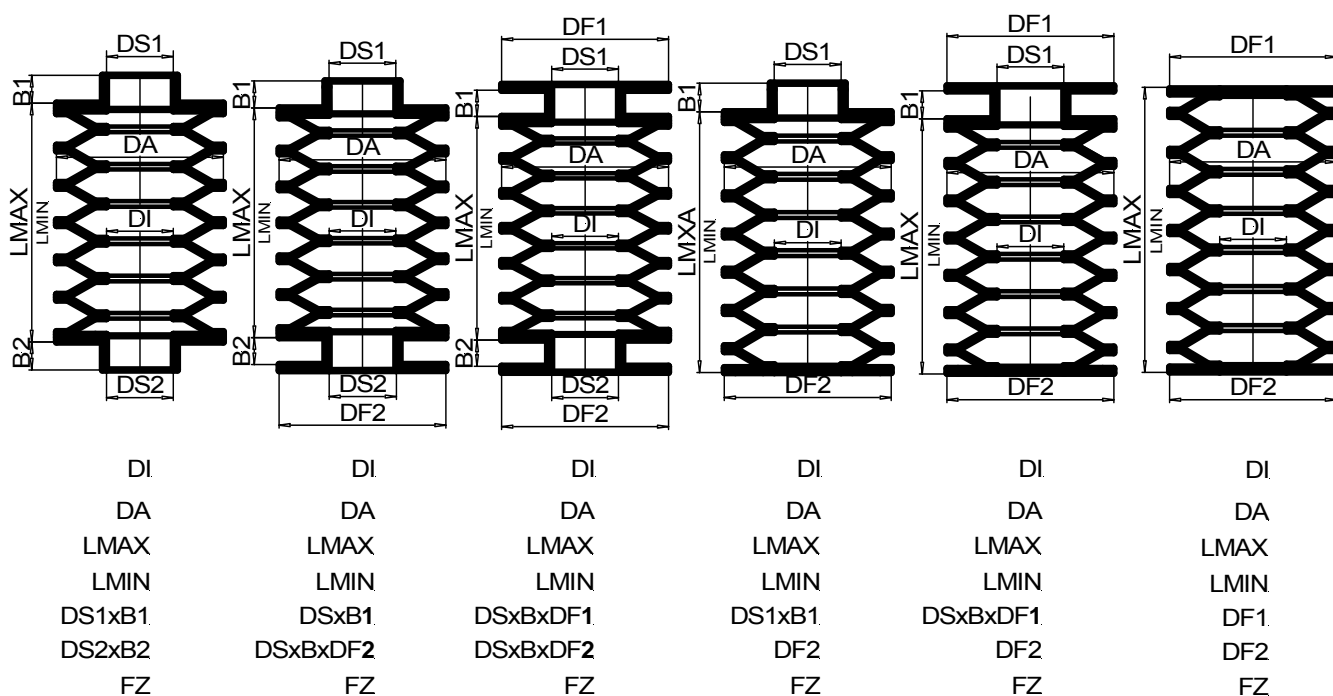 DS1
B1
DA
LMAX
LMIN
DI
B2
DS2
DS1
B1
DA
LMAX
LMIN
DI
B2
DS2
DF2
DF1
DS1
B1
DA
LMAX
LMIN
DI
B2
DS2
DF2
DS1
B1
DA
LMXA
LMIN
DI
DF2
DF1
DS1
B1
DA
LMAX
LMIN
DI
DF2
DF1
DA
LMAX
LMIN
DI
DF2
DI DI DI DI DI DI
DA DA DA DA DA DA
LMAX LMAX LMAX LMAX LMAX LMAX
LMIN LMIN LMIN LMIN LMIN LMIN
DS1xB1 DSxB1 DSxBxDF1 DS1xB1 DSxBxDF1 DF1
DS2xB2 DSxBxDF2 DSxBxDF2 DF2 DF2 DF2
FZ FZ FZ FZ FZ FZ